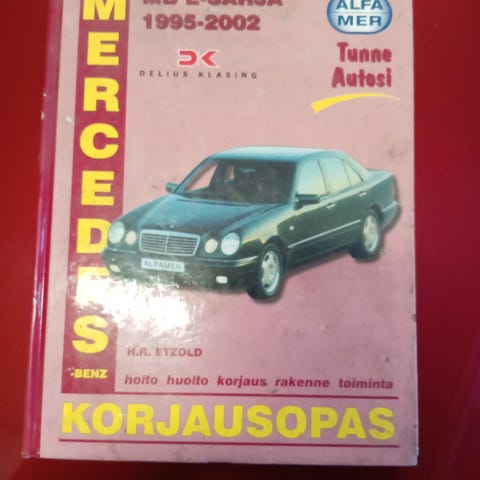 MERCEDES
-BENZ
MB E-SARJA
1995-2002
DELIUS KLASING
ALFA
MER
Tunne
Autosi
ALFAMER
H.R. ETZOLD
hoito huolto korjaus rakenne toiminta
KORJAUSOPAS